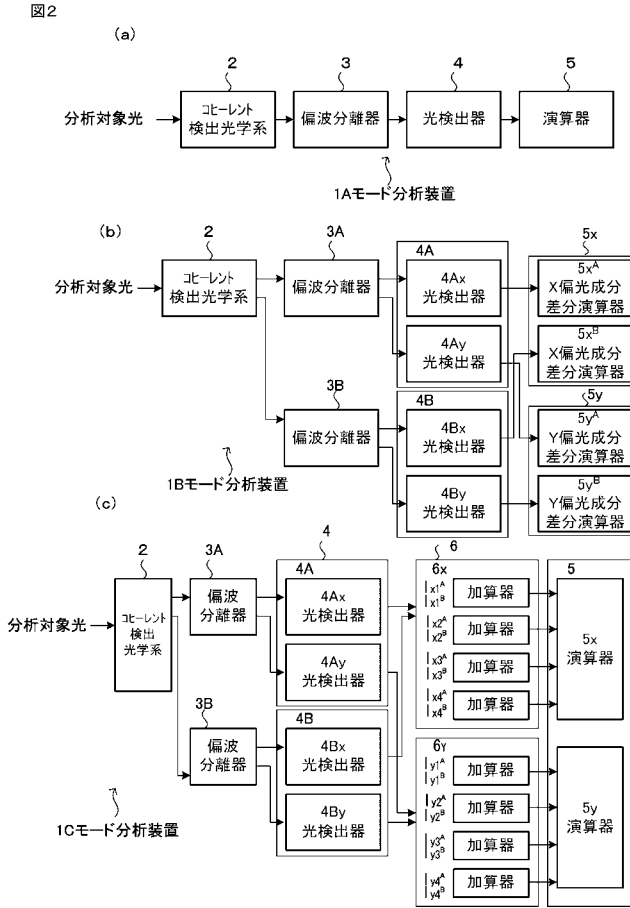 図2
(a)
2
3
4
5
分析対象光
コヒーレント
検出光学系
偏波分離器
光検出器
演算器
1Aモード分析装置
(b)
2
3A
4A
5x
分析対象光
コヒーレント
検出光学系
偏波分離器
4Ax
光検出器
5x^A
X偏光成分
差分演算器
4Ay
光検出器
5x^B
X偏光成分
差分演算器
3B
偏波分離器
4B
4Bx
光検出器
5y
5y^A
Y偏光成分
差分演算器
4By
光検出器
5y^B
Y偏光成分
差分演算器
1Bモード分析装置
(c)
2
3A
4
6
分析対象光
コヒーレント
検出
光学系
偏波
分離器
4A
4Ax
光検出器
4Ay
光検出器
3B
偏波
分離器
4B
4Bx
光検出器
4By
光検出器
6x
I x1^A
I x1^B
加算器
I x2^A
I x2^B
加算器
I x3^A
I x3^B
加算器
I x4^A
I x4^B
加算器
5
5x
演算器
6Y
I y1^A
I y1^B
加算器
I y2^A
I y2^B
加算器
I y3^A
I y3^B
加算器
I y4^A
I y4^B
加算器
5y
演算器
1Cモード分析装置